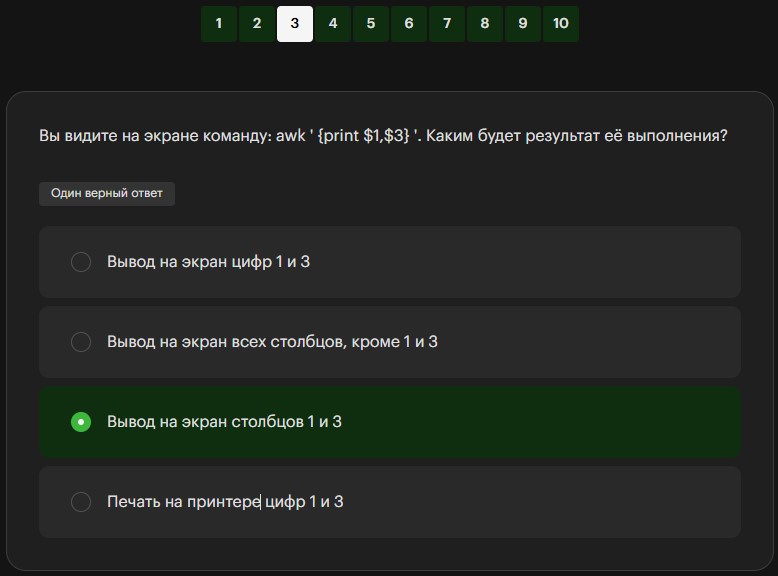 1 2 3 4 5 6 7 8 9 10
Вы видите на экране команду: awk ' {print $1,$3} '. Каким будет результат её выполнения?
Один верный ответ
Вывод на экран цифр 1 и 3
Вывод на экран всех столбцов, кроме 1 и 3
Вывод на экран столбцов 1 и 3
Печать на принтере цифр 1 и 3